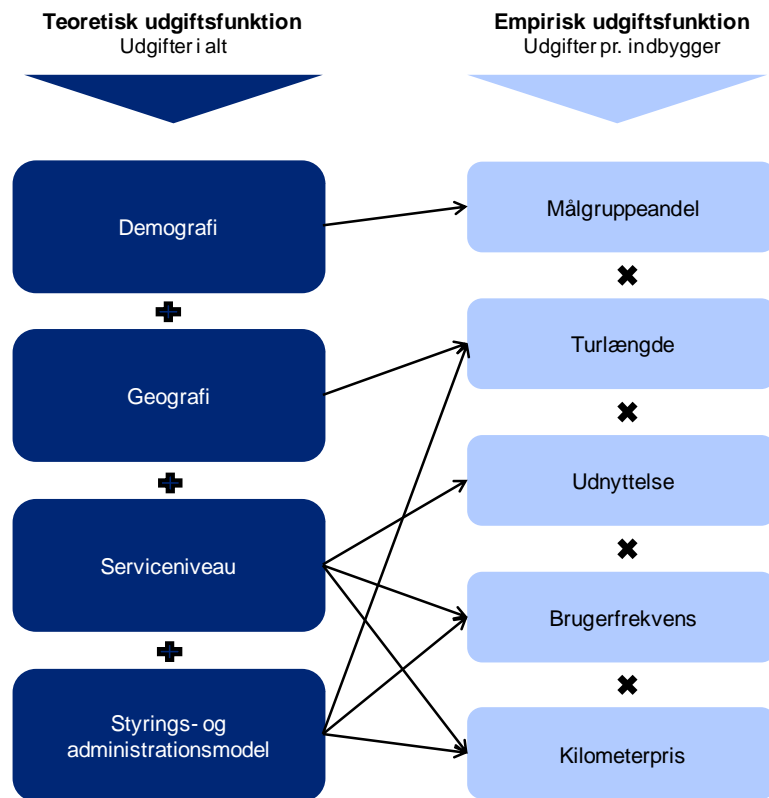 Teoretisk udgiftsfunktion
Udgifter i alt
Empirisk udgiftsfunktion
Udgifter pr. indbygger
Demografi
Geografi
Serviceniveau
Styrings- og
administrationsmodel
Målgruppeandel
Turlængde
Udnyttelse
Brugerfrekvens
Kilometerpris